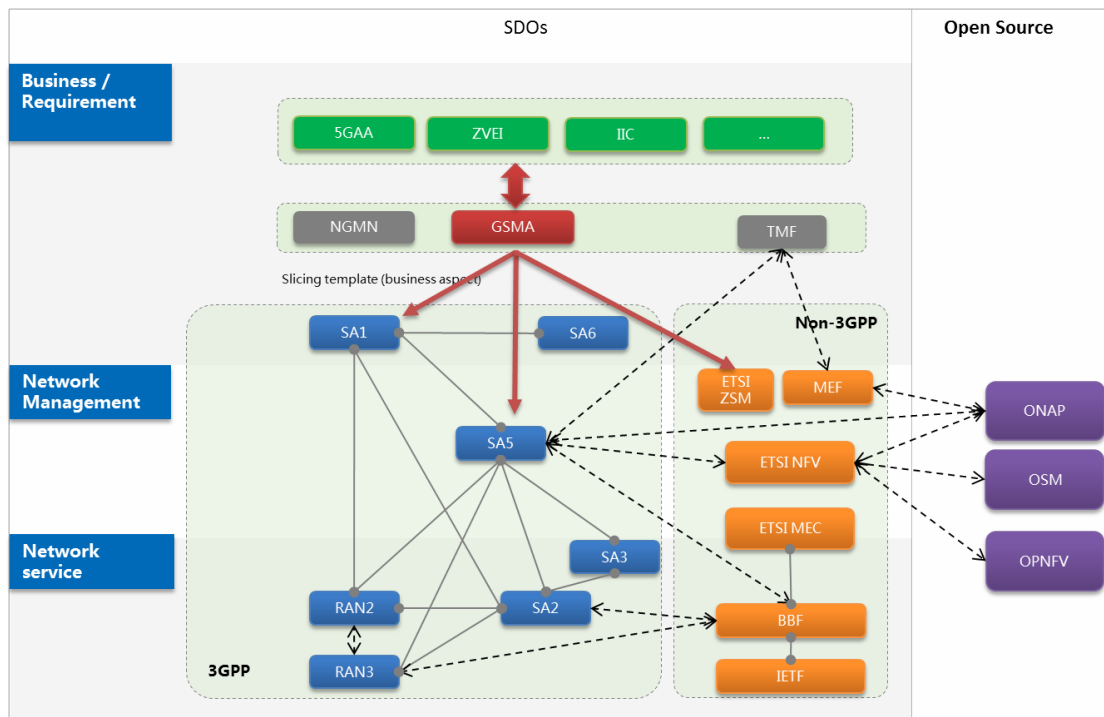 SDOs
Open Source
Business /
Requirement
5GAA
ZVEI
IIC
...
NGMN
GSMA
TMF
Slicing template (business aspect)
Non-3GPP
SA1
SA6
Network
Management
ETSI
ZSM
MEF
ONAP
SA5
ETSI NFV
OSM
ETSI MEC
Network
service
SA3
OPNFV
RAN2
SA2
BBF
RAN3
3GPP
IETF